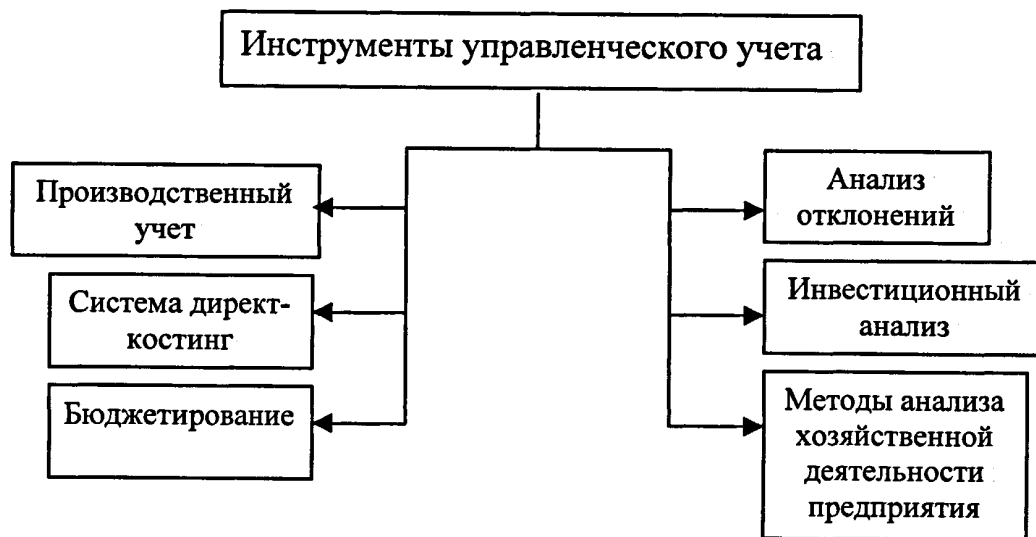 Инструменты управленческого учета
Производственный
учет
Система директ-
костинг
Бюджетирование
Анализ
отклонений
Инвестиционный
анализ
Методы анализа
хозяйственной
деятельности
предприятия